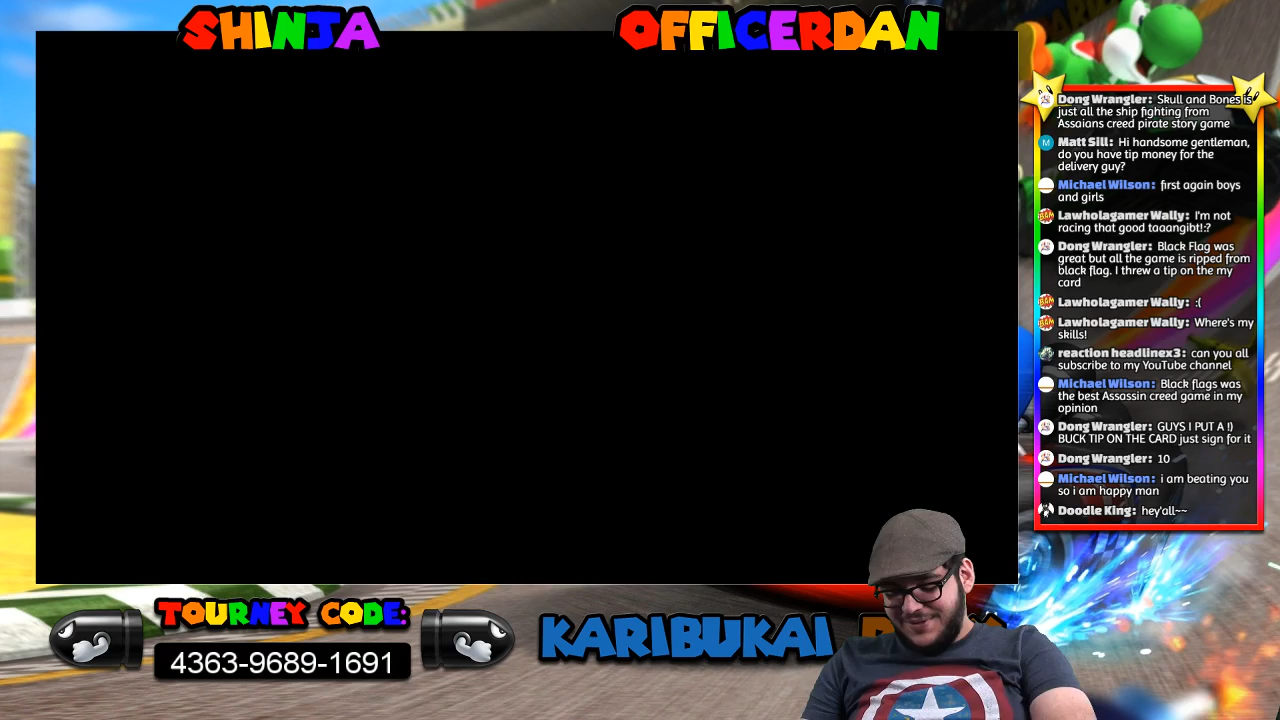 SHINJA
OFFICERDAN
Dong Wrangler: Skull and Bones is
just all the ship fighting from
Assaians creed pirate story game
Matt Sill: Hi handsome gentleman,
do you have tip money for the
delivery guy?
Michael Wilson: first again boys
and girls
Lawholagamer Wally: I'm not
racing that good taaangibt!:?
Dong Wrangler: Black Flag was
great but all the game is ripped from
black flag. I threw a tip on the my
card
Lawholagamer Wally: :(
Lawholagamer Wally: Where's my
skills!
reaction headlinex3: can you all
subscribe to my YouTube channel
Michael Wilson: Black flags was
the best Assassin creed game in my
opinion
Dong Wrangler: GUYS I PUT A !)
BUCK TIP ON THE CARD just sign for it
Dong Wrangler: 10
Michael Wilson: i am beating you
so i am happy man
Doodle King: hey'all~~
TOURNEY CODE:
4363-9689-1691
KARIBUKAI